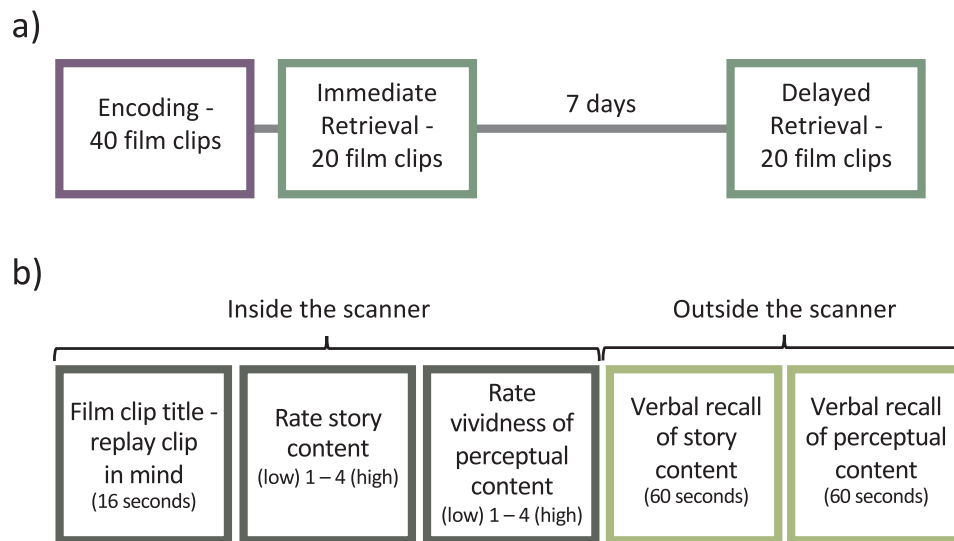 a)
Encoding -
40 film clips
Immediate
Retrieval -
20 film clips
7 days
Delayed
Retrieval -
20 film clips
b)
Inside the scanner
Outside the scanner
Film clip title -
replay clip
in mind
(16 seconds)
Rate story
content
(low) 1 – 4 (high)
Rate
vividness of
perceptual
content
(low) 1 – 4 (high)
Verbal recall
of story
content
(60 seconds)
Verbal recall
of perceptual
content
(60 seconds)